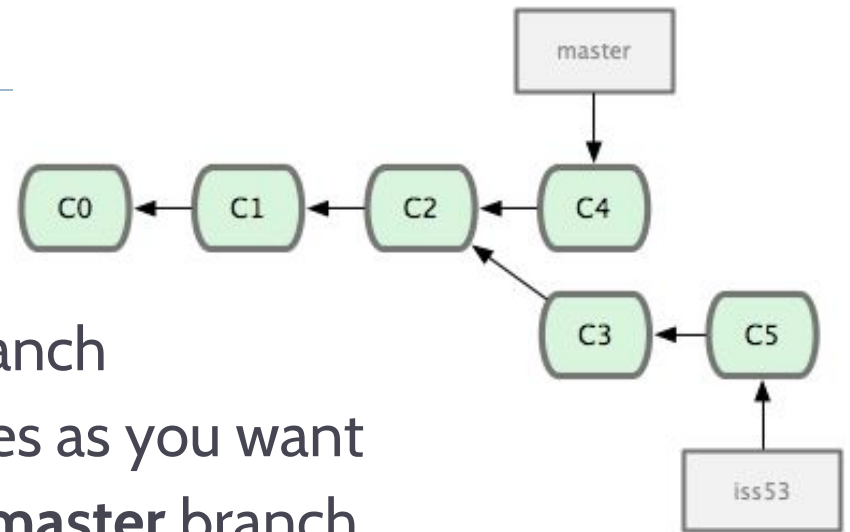 master
C0 C1 C2 C4
C3 C5
anch
es as you want
master branch
iss53